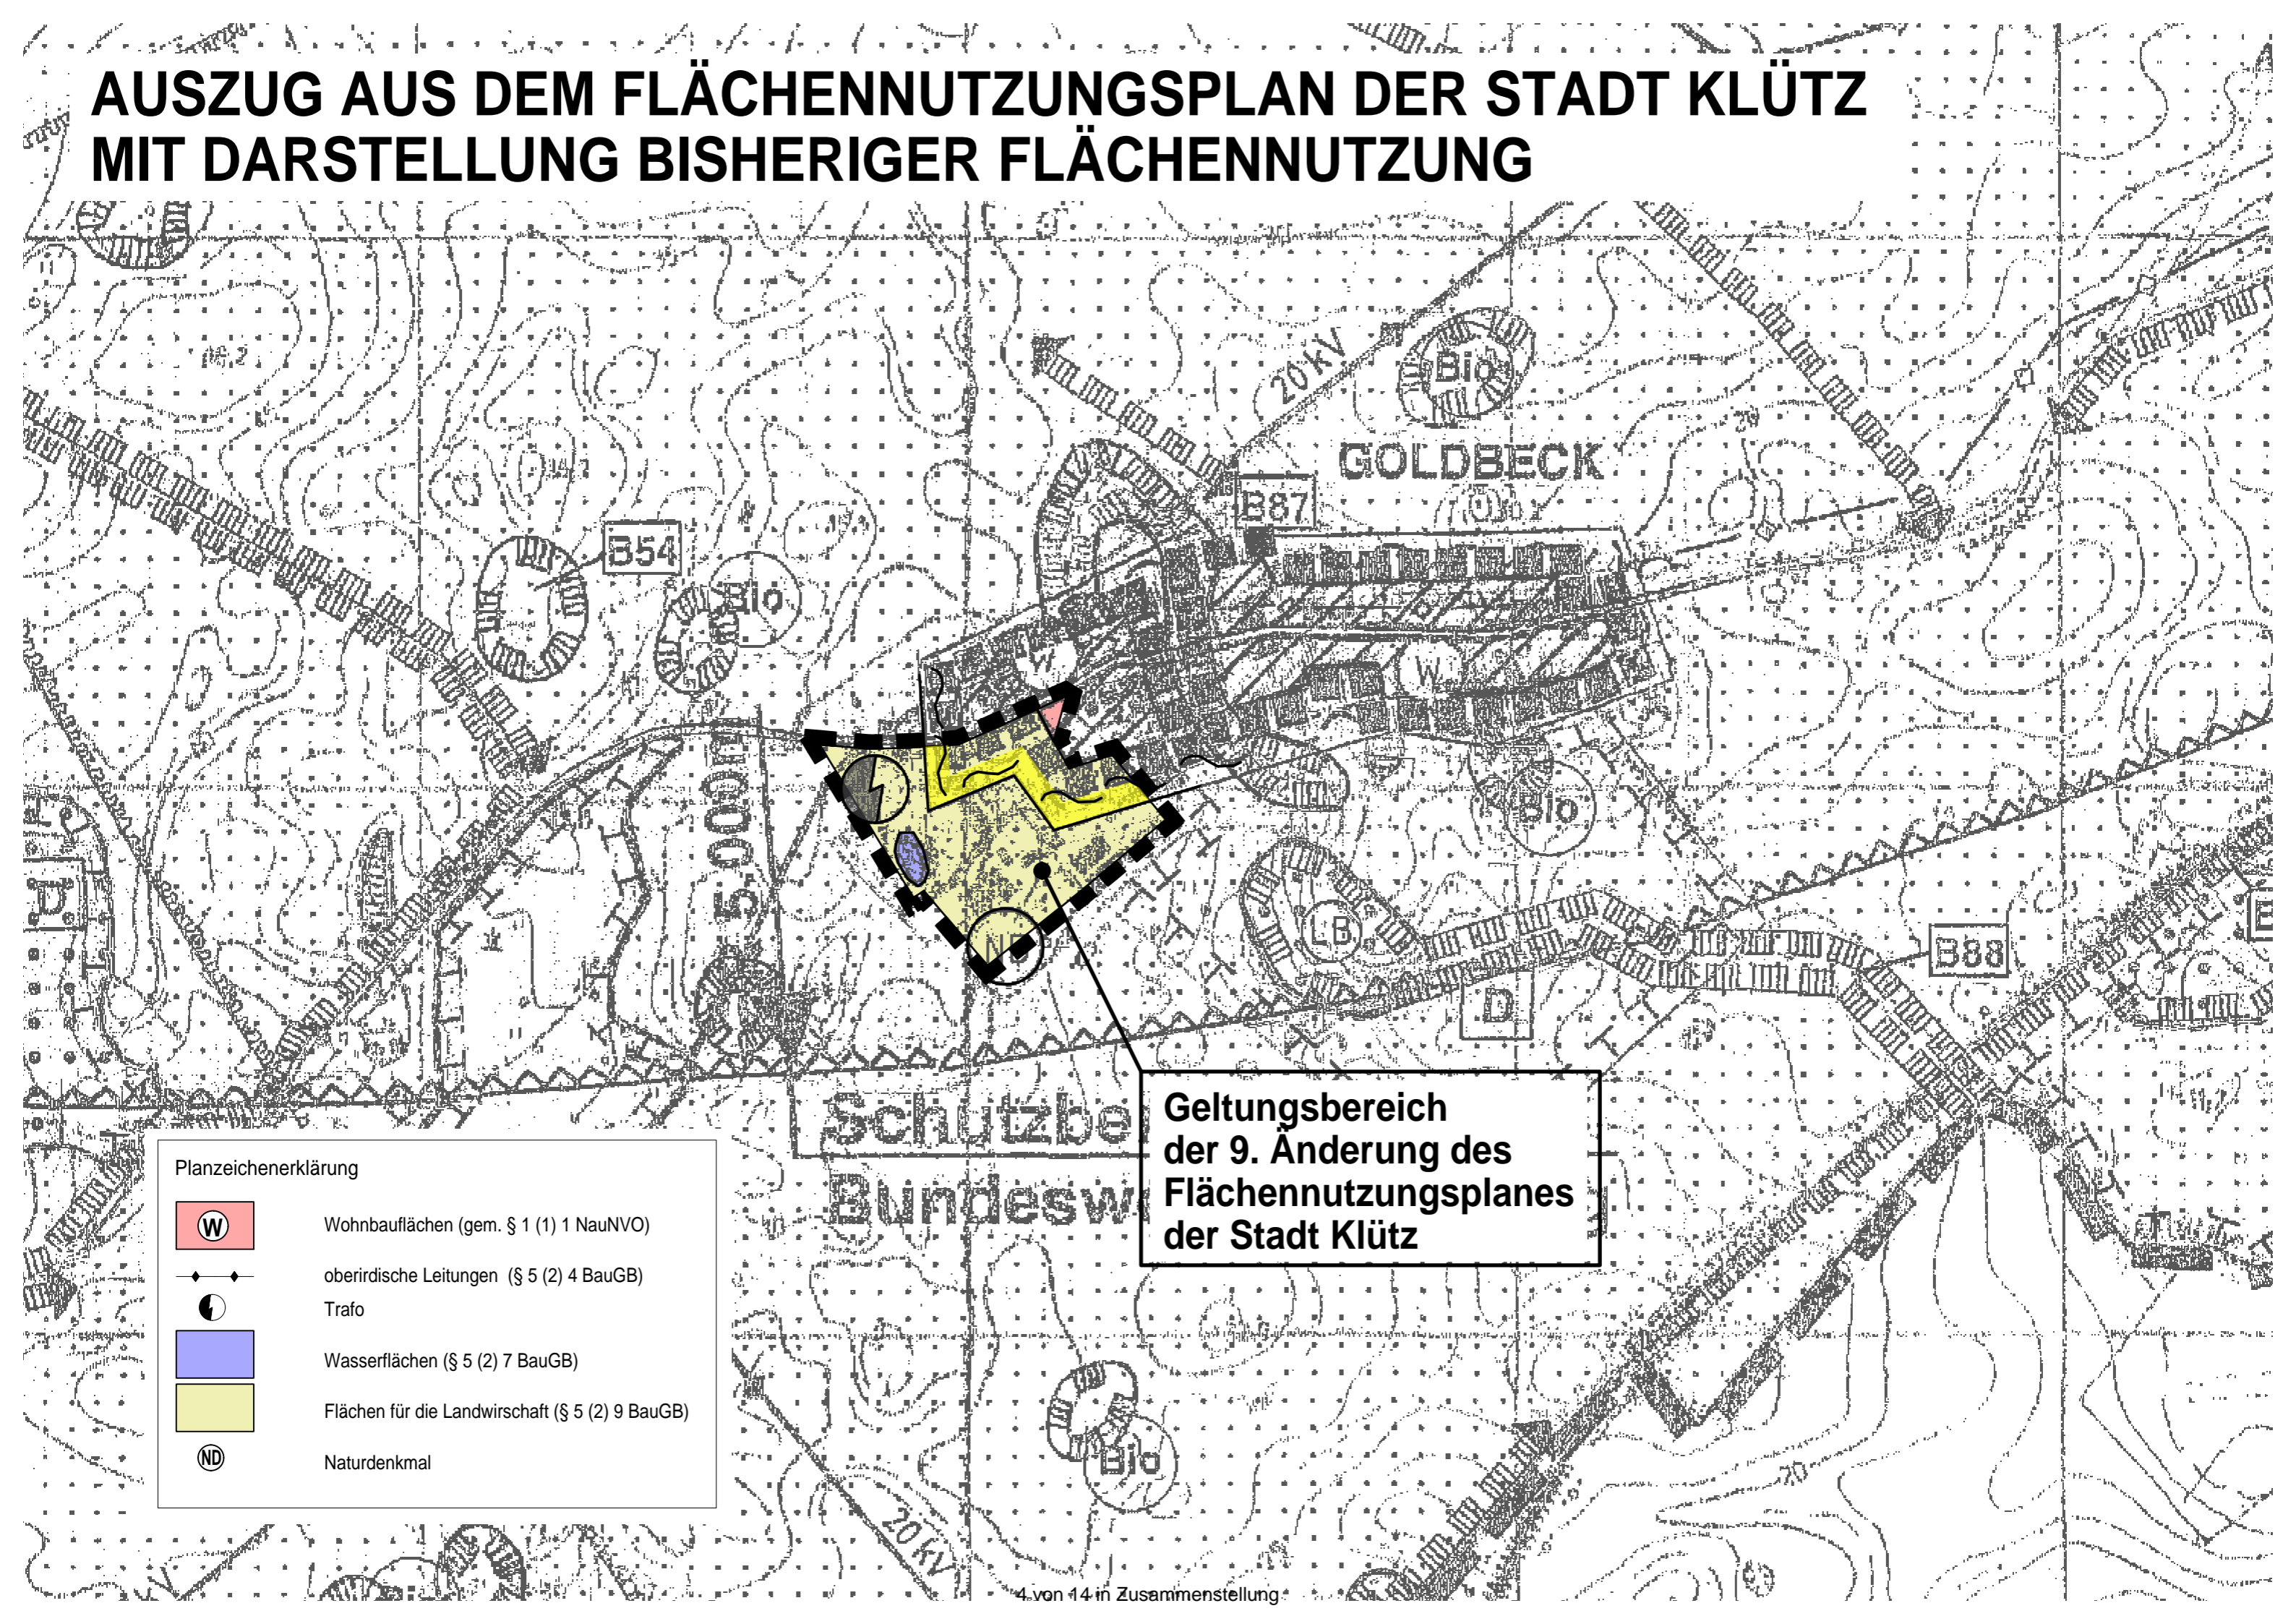 AUSZUG AUS DEM FLÄCHENNUTZUNGSPLAN DER STADT KLÜTZ
MIT DARSTELLUNG BISHERIGER FLÄCHENNUTZUNG
20 kV
Bio
GOLDBECK
B87
B54
Bio
W
W
5.000m
Bio
ND
LB
B88
D
Schutzbe
Bundesw
Geltungsbereich
der 9. Änderung des
Flächennutzungsplanes
der Stadt Klütz
Planzeichenerklärung
W Wohnbauflächen (gem. § 1 (1) 1 NauNVO)
oberirdische Leitungen (§ 5 (2) 4 BauGB)
Trafo
Wasserflächen (§ 5 (2) 7 BauGB)
Flächen für die Landwirschaft (§ 5 (2) 9 BauGB)
ND Naturdenkmal
Bio
20
20 kV
4 von 14 in Zusammenstellung